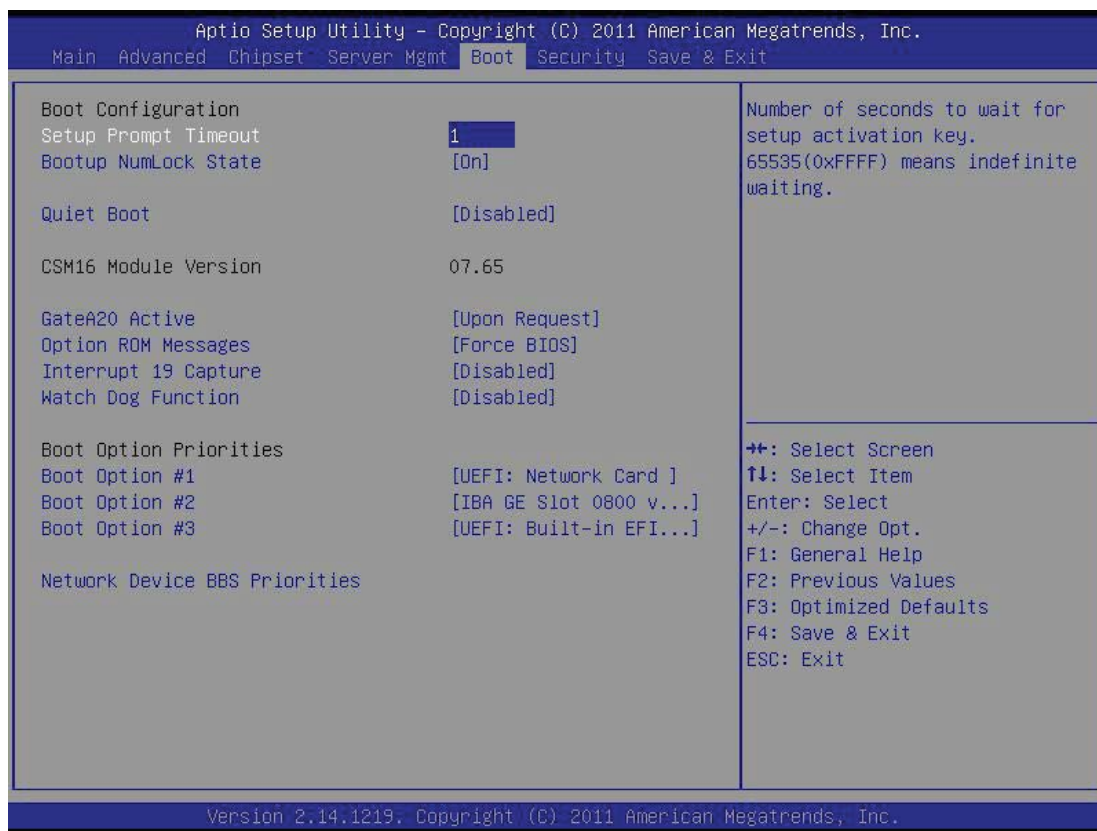 Aptio Setup Utility – Copyright (C) 2011 American Megatrends, Inc.
Main Advanced Chipset Server Mgmt Boot Security Save & Exit
Boot Configuration
Setup Prompt Timeout 1
Bootup NumLock State [On]
Quiet Boot [Disabled]
CSM16 Module Version 07.65
GateA20 Active [Upon Request]
Option ROM Messages [Force BIOS]
Interrupt 19 Capture [Disabled]
Watch Dog Function [Disabled]
Boot Option Priorities
Boot Option #1 [UEFI: Network Card ]
Boot Option #2 [IBA GE Slot 0800 v...]
Boot Option #3 [UEFI: Built-in EFI...]
Network Device BBS Priorities
Number of seconds to wait for
setup activation key.
65535(0xFFFF) means indefinite
waiting.
→←: Select Screen
↑↓: Select Item
Enter: Select
+/-: Change Opt.
F1: General Help
F2: Previous Values
F3: Optimized Defaults
F4: Save & Exit
ESC: Exit
Version 2.14.1219. Copyright (C) 2011 American Megatrends, Inc.